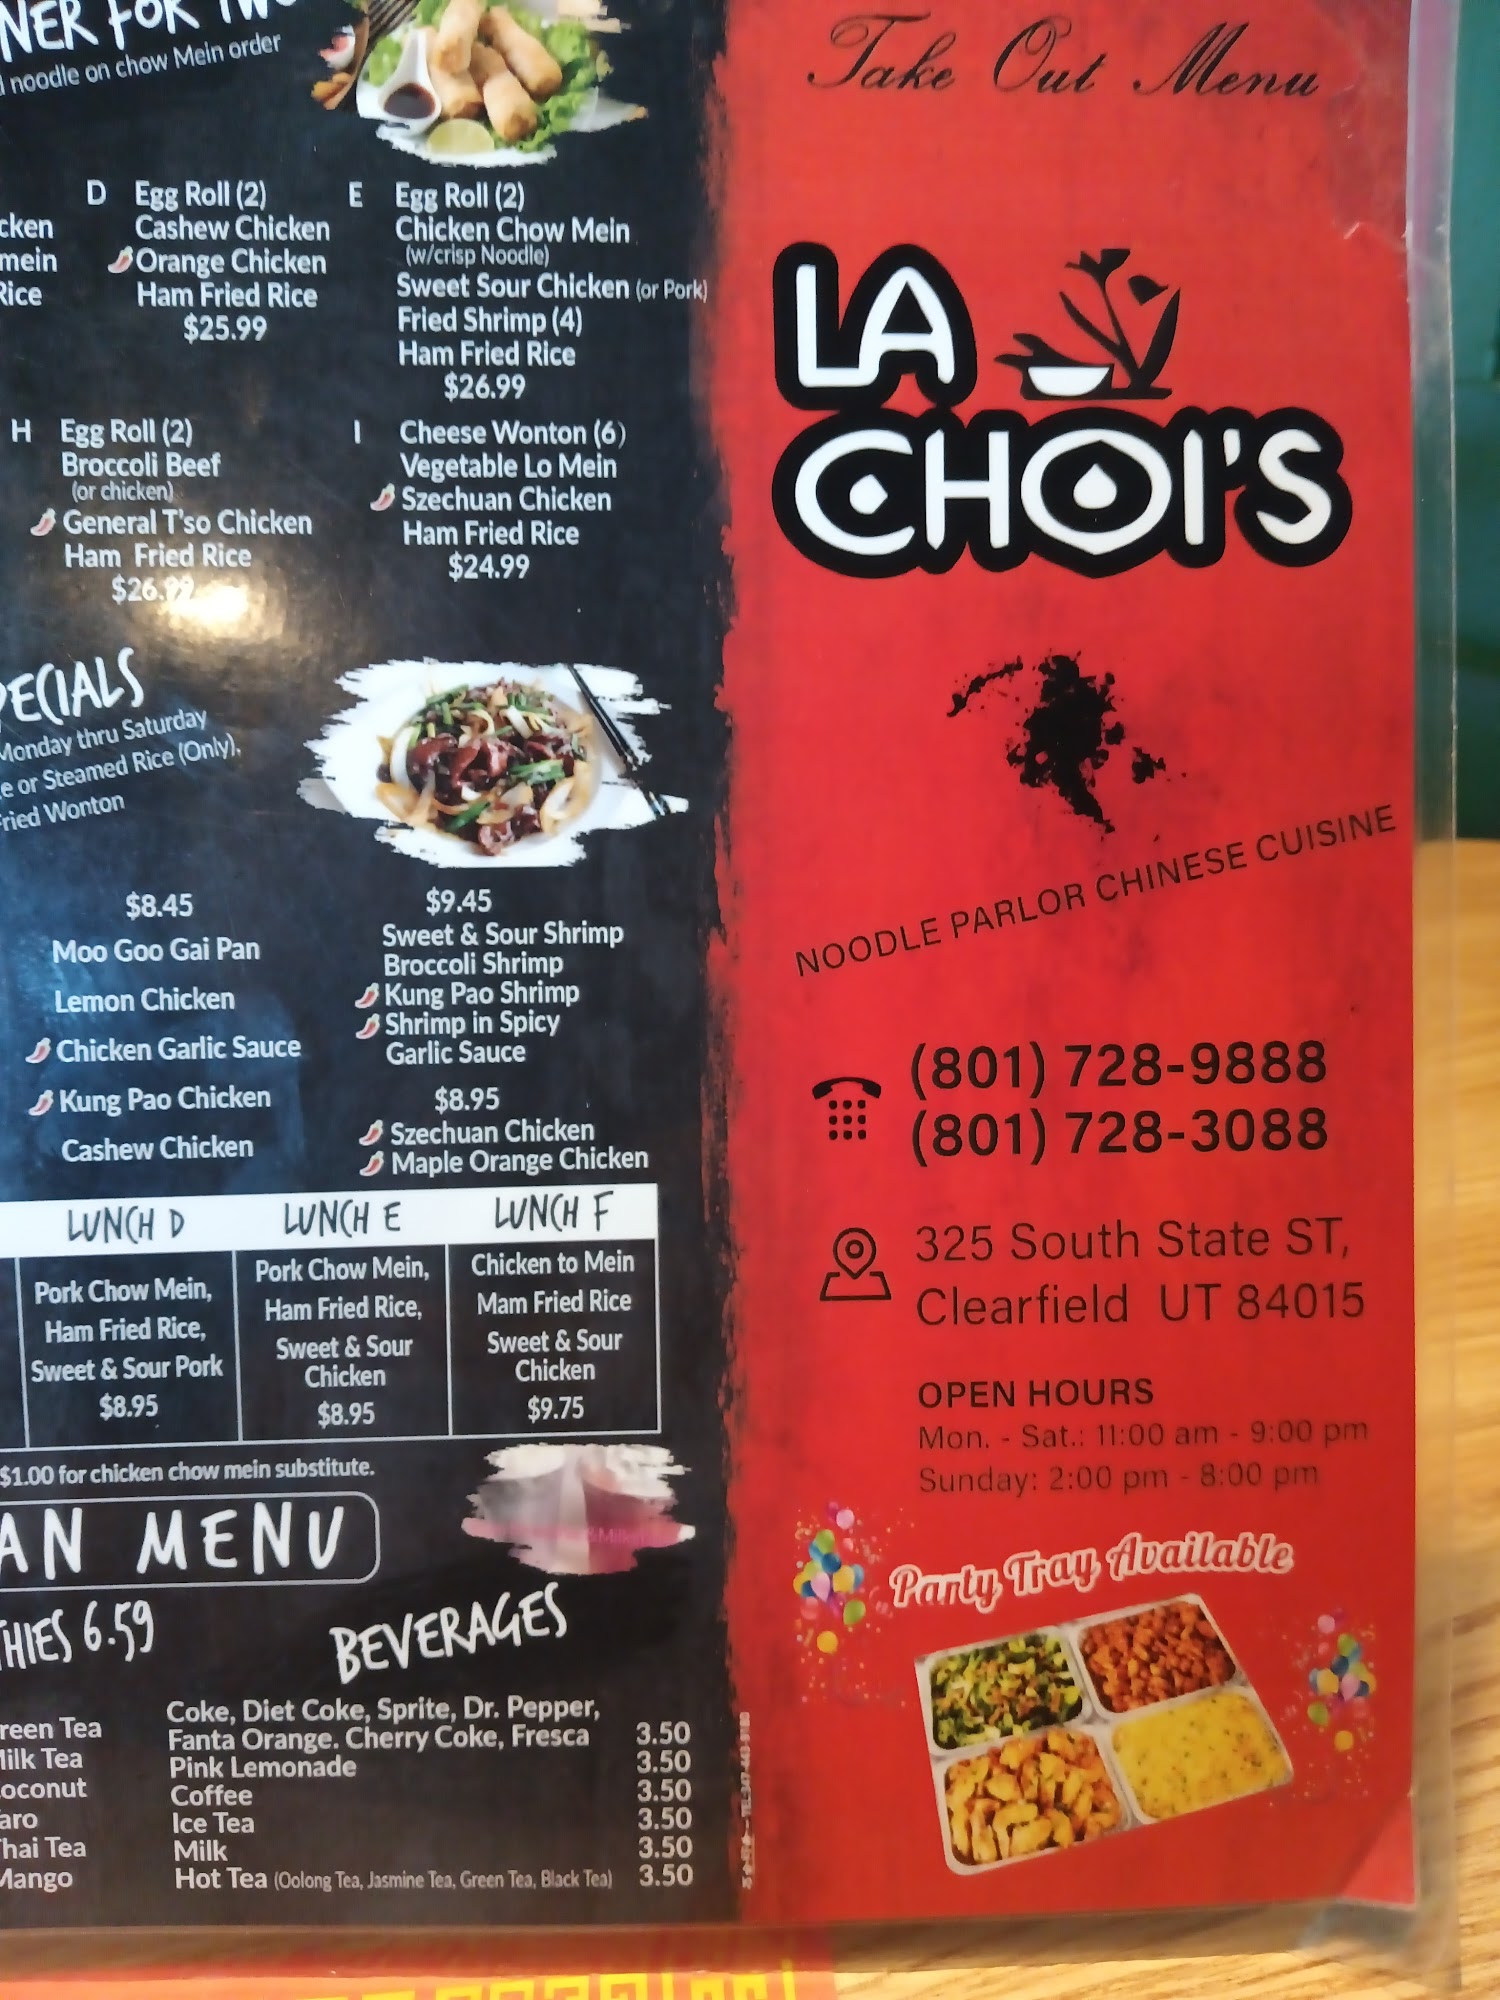 NER FOR TWO
noodle on chow Mein order
D Egg Roll (2)
Cashew Chicken
Orange Chicken
Ham Fried Rice
$25.99
E Egg Roll (2)
Chicken Chow Mein
(w/crisp Noodle)
Sweet Sour Chicken (or Pork)
Fried Shrimp (4)
Ham Fried Rice
$26.99
cken
mein
Rice
H Egg Roll (2)
Broccoli Beef
(or chicken)
General T'so Chicken
Ham Fried Rice
$26.99
I Cheese Wonton (6)
Vegetable Lo Mein
Szechuan Chicken
Ham Fried Rice
$24.99
PECIALS
Monday thru Saturday
e or Steamed Rice (Only),
ried Wonton
$8.45
Moo Goo Gai Pan
Lemon Chicken
Chicken Garlic Sauce
Kung Pao Chicken
Cashew Chicken
$9.45
Sweet & Sour Shrimp
Broccoli Shrimp
Kung Pao Shrimp
Shrimp in Spicy
Garlic Sauce
$8.95
Szechuan Chicken
Maple Orange Chicken
LUNCH D
Pork Chow Mein,
Ham Fried Rice,
Sweet & Sour Pork
$8.95
LUNCH E
Pork Chow Mein,
Ham Fried Rice,
Sweet & Sour
Chicken
$8.95
LUNCH F
Chicken to Mein
Mam Fried Rice
Sweet & Sour
Chicken
$9.75
$1.00 for chicken chow mein substitute.
AN MENU
THIES 6.59
reen Tea
Milk Tea
oconut
aro
Thai Tea
Mango
BEVERAGES
Coke, Diet Coke, Sprite, Dr. Pepper,
Fanta Orange. Cherry Coke, Fresca 3.50
Pink Lemonade 3.50
Coffee 3.50
Ice Tea 3.50
Milk 3.50
Hot Tea (Oolong Tea, Jasmine Tea, Green Tea, Black Tea) 3.50
Take Out Menu
LA
CHOI'S
NOODLE PARLOR CHINESE CUISINE
(801) 728-9888
(801) 728-3088
325 South State ST,
Clearfield UT 84015
OPEN HOURS
Mon. - Sat.: 11:00 am - 9:00 pm
Sunday: 2:00 pm - 8:00 pm
Party Tray Available